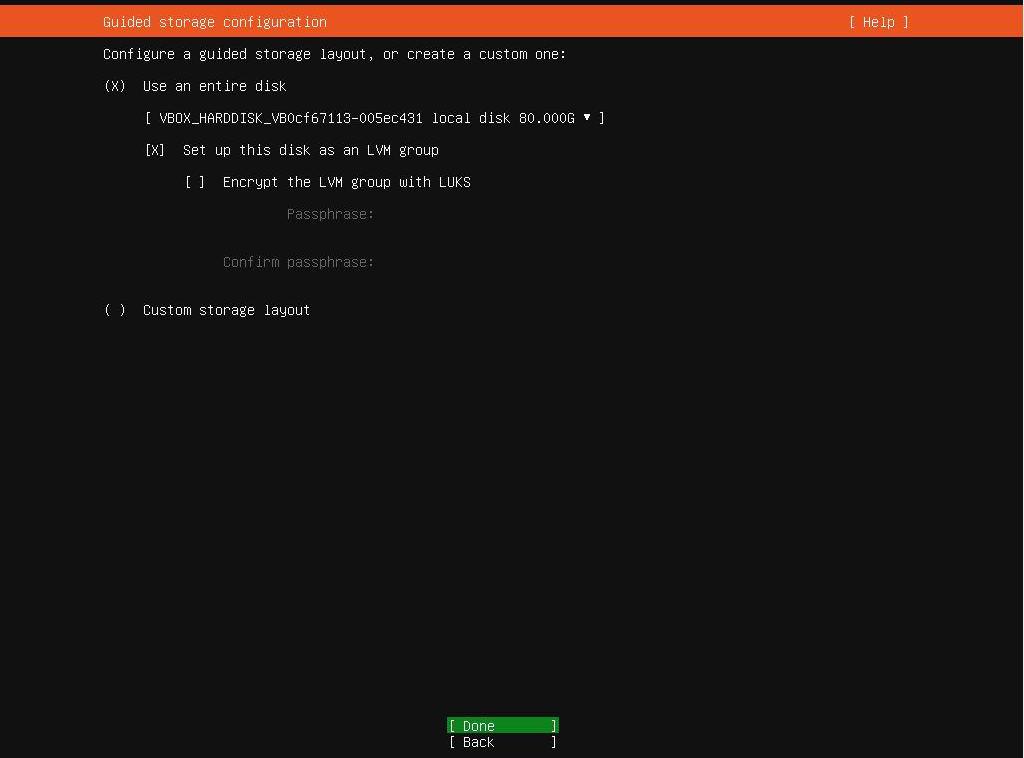 Guided storage configuration [ Help ]
Configure a guided storage layout, or create a custom one:
(X) Use an entire disk
[ VBOX_HARDDISK_VB0cf67113-005ec431 local disk 80.000G ▾ ]
[X] Set up this disk as an LVM group
[ ] Encrypt the LVM group with LUKS
Passphrase:
Confirm passphrase:
( ) Custom storage layout
[ Done ]
[ Back ]